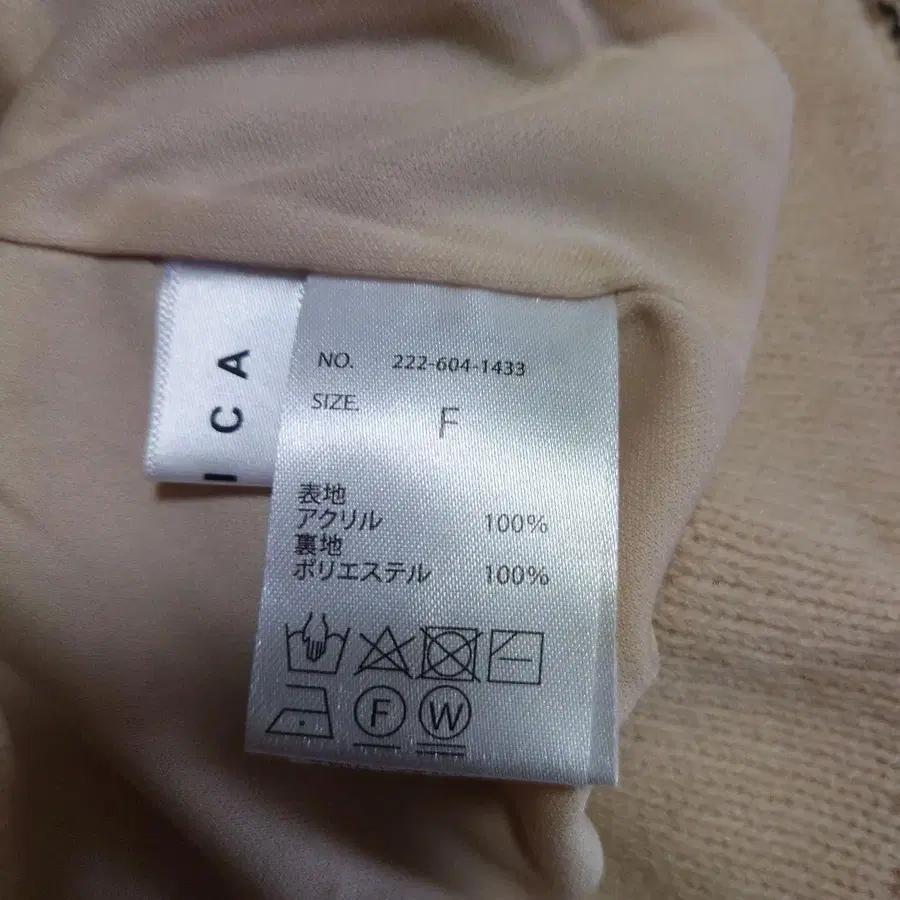 I C A
NO. 222-604-1433
SIZE. F
表地
アクリル 100%
裏地
ポリエステル 100%
F W